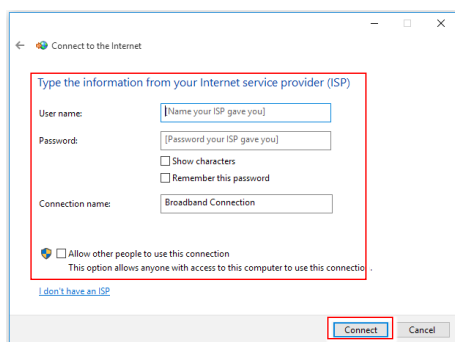 Connect to the Internet
Type the information from your Internet service provider (ISP)
User name:
[Name your ISP gave you]
Password:
[Password your ISP gave you]
Show characters
Remember this password
Connection name:
Broadband Connection
Allow other people to use this connection
This option allows anyone with access to this computer to use this connectio.
I don't have an ISP
Connect
Cancel